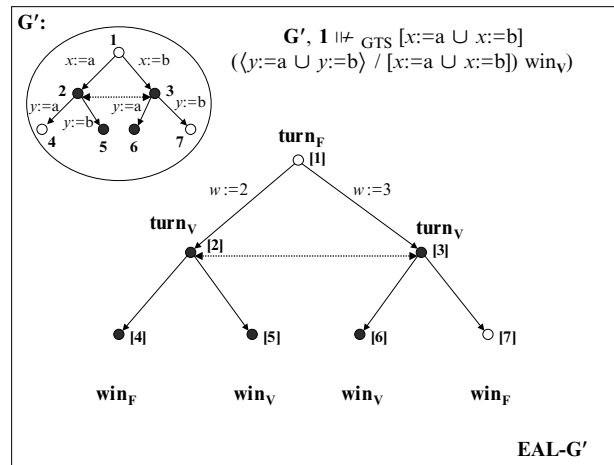 G′:
G′, 1 ⊪̸ GTS [x:=a ∪ x:=b]
(⟨y:=a ∪ y:=b⟩ / [x:=a ∪ x:=b]) winV)
1
x:=a x:=b
2 3
y:=a y:=b y:=a y:=b
4 5 6 7
turnF
[1]
w:=2 w:=3
turnV turnV
[2] [3]
[4] [5] [6] [7]
winF winV winV winF
EAL-G′